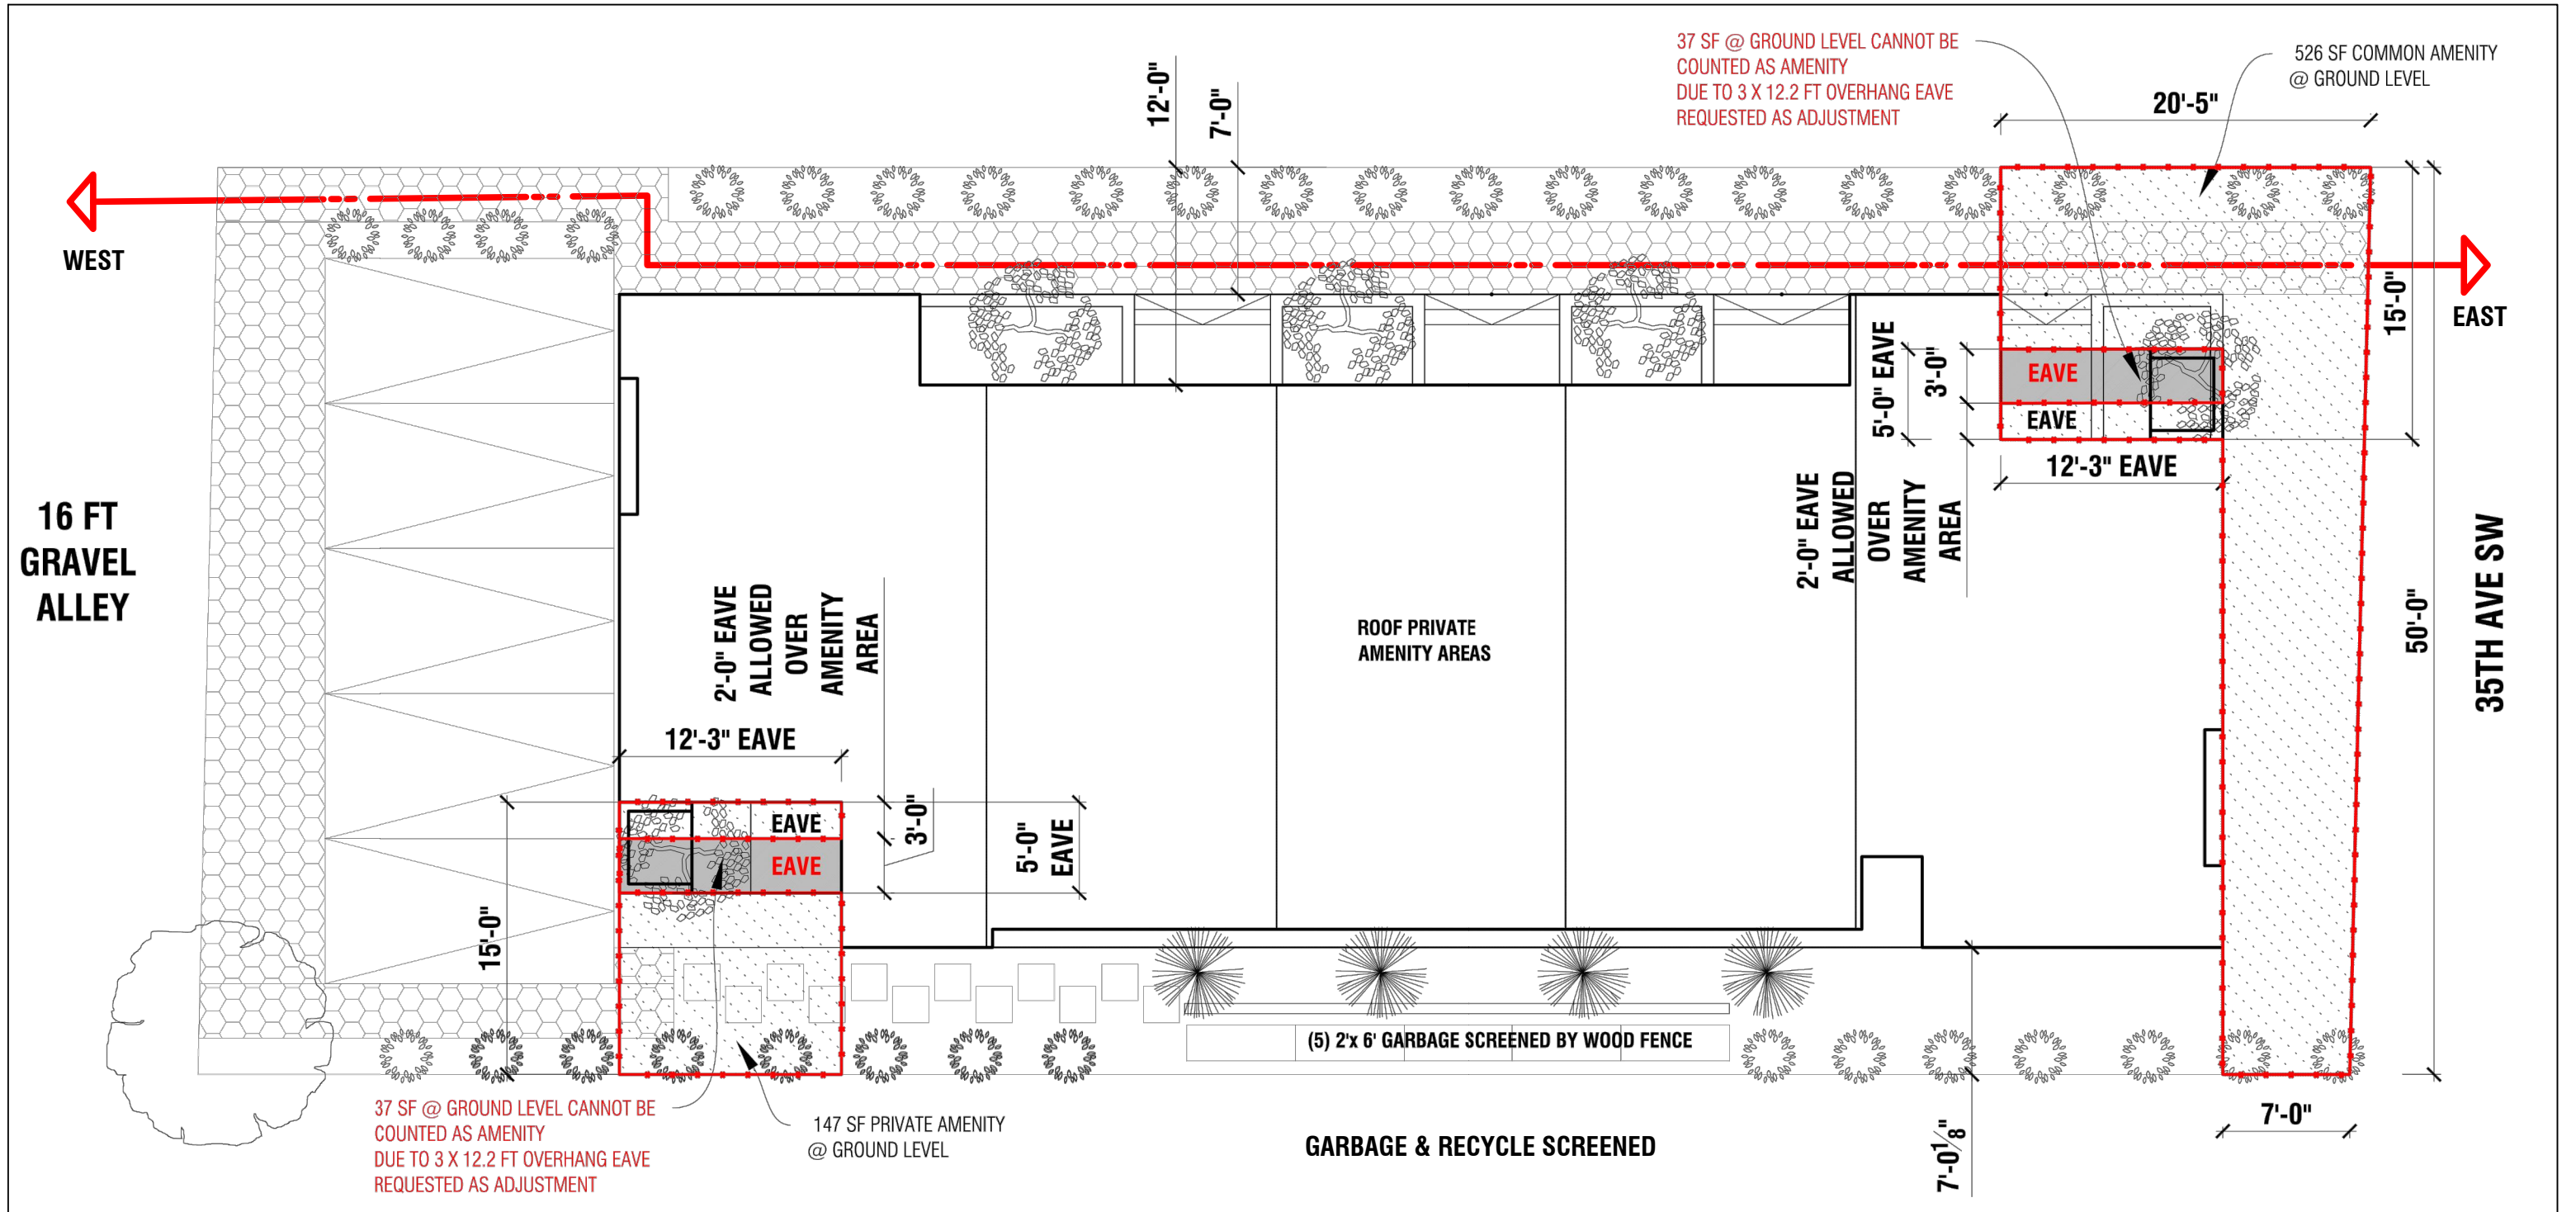 37 SF @ GROUND LEVEL CANNOT BE
COUNTED AS AMENITY
DUE TO 3 X 12.2 FT OVERHANG EAVE
REQUESTED AS ADJUSTMENT
526 SF COMMON AMENITY
@ GROUND LEVEL
12'-0"
7'-0"
20'-5"
WEST
EAST
15'-0"
5'-0" EAVE
3'-0"
EAVE
EAVE
12'-3" EAVE
2'-0" EAVE
ALLOWED
OVER
AMENITY
AREA
16 FT
GRAVEL
ALLEY
35TH AVE SW
50'-0"
2'-0" EAVE
ALLOWED
OVER
AMENITY
AREA
ROOF PRIVATE
AMENITY AREAS
12'-3" EAVE
EAVE
EAVE
3'-0"
5'-0"
EAVE
15'-0"
(5) 2'x 6' GARBAGE SCREENED BY WOOD FENCE
37 SF @ GROUND LEVEL CANNOT BE
COUNTED AS AMENITY
DUE TO 3 X 12.2 FT OVERHANG EAVE
REQUESTED AS ADJUSTMENT
147 SF PRIVATE AMENITY
@ GROUND LEVEL
GARBAGE & RECYCLE SCREENED
7'-0 1/8"
7'-0"